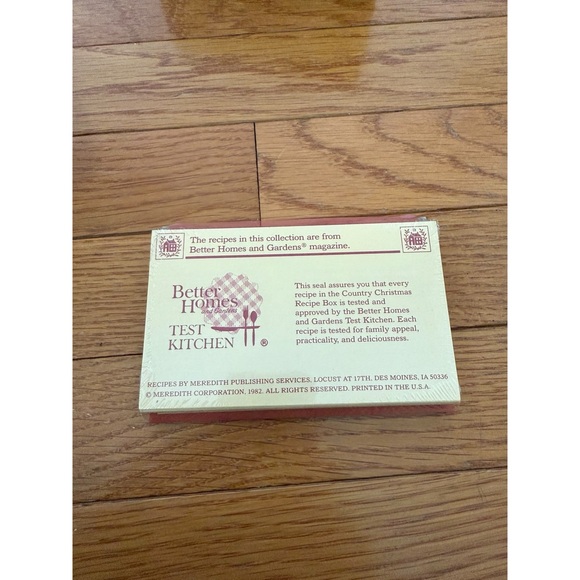 The recipes in this collection are from
Better Homes and Gardens® magazine.
Better
Homes
and Gardens
TEST
KITCHEN ®
This seal assures you that every
recipe in the Country Christmas
Recipe Box is tested and
approved by the Better Homes
and Gardens Test Kitchen. Each
recipe is tested for family appeal,
practicality, and deliciousness.
RECIPES BY MEREDITH PUBLISHING SERVICES, LOCUST AT 17TH, DES MOINES, IA 50336
© MEREDITH CORPORATION, 1982. ALL RIGHTS RESERVED. PRINTED IN THE U.S.A.